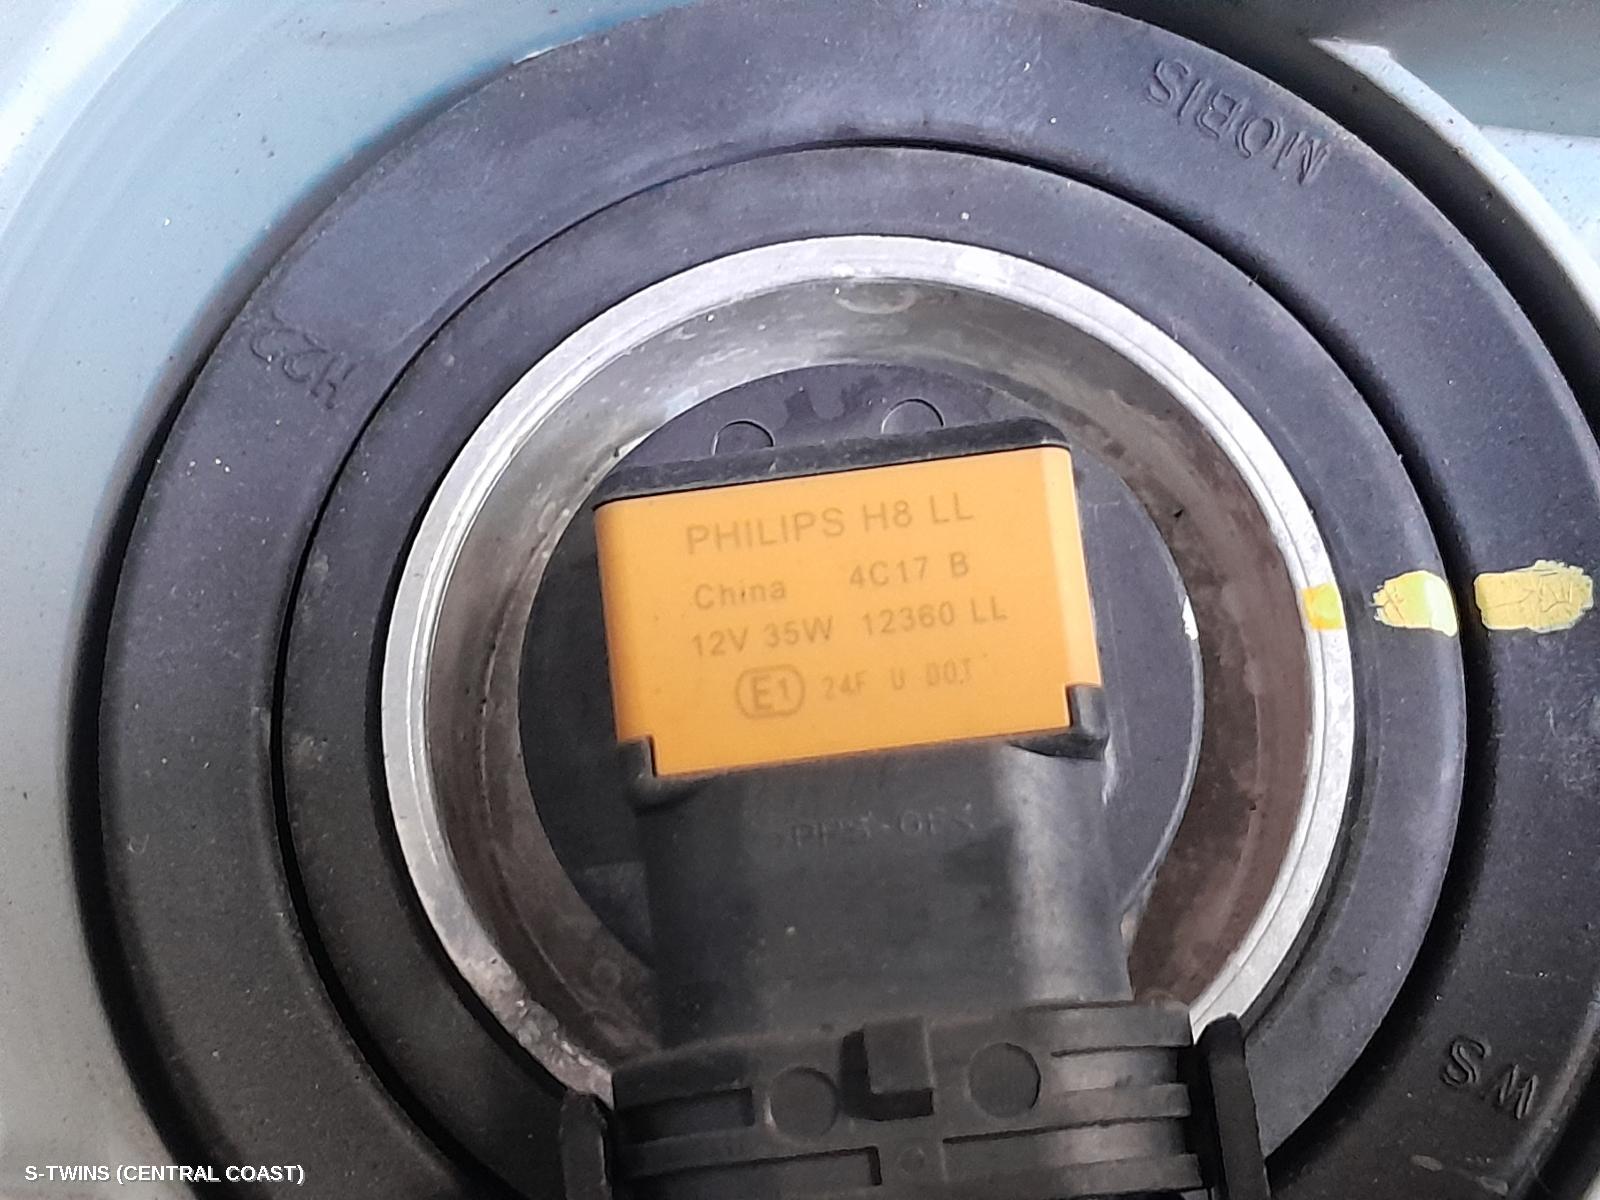 MOBIS
H22
PHILIPS H8 LL
China 4C17 B
12V 35W 12360 LL
E1 24F U DOT
S W
S-TWINS (CENTRAL COAST)